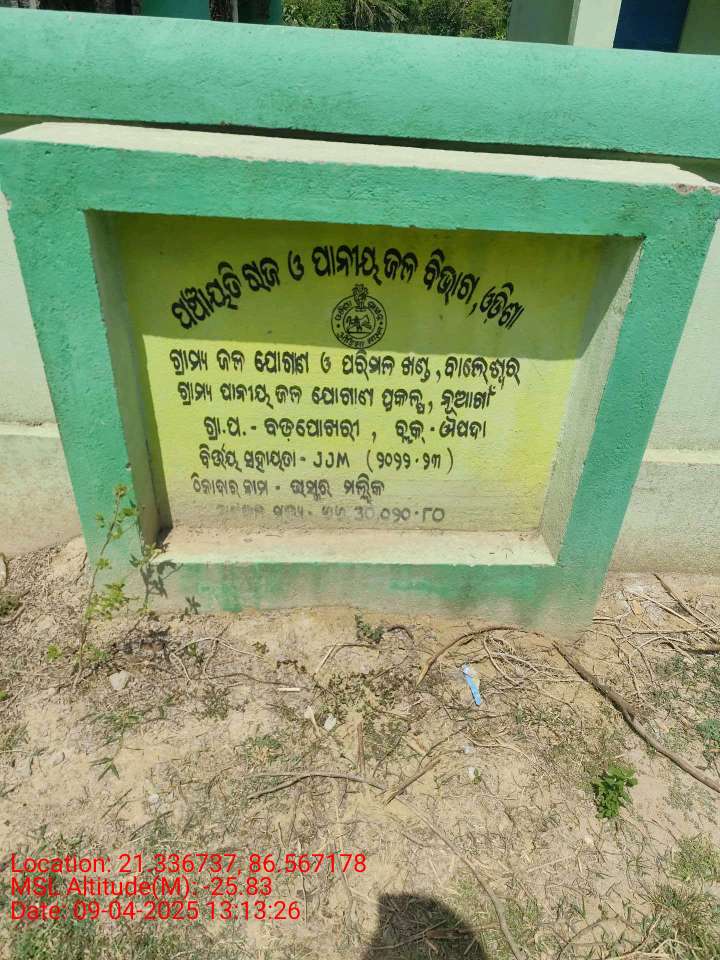 ପଞ୍ଚାୟତି ରାଜ ଓ ପାନୀୟ ଜଳ ବିଭାଗ, ଓଡ଼ିଶା
ଗ୍ରାମ୍ୟ ଜଳ ଯୋଗାଣ ଓ ପରିମଳ ଖଣ୍ଡ, ବାଲେଶ୍ୱର
ଗ୍ରାମ୍ୟ ପାନୀୟ ଜଳ ଯୋଗାଣ ପ୍ରକଳ୍ପ, ନୂଆଗାଁ
ଗ୍ରା.ପ.- ବଡ଼ପୋଖରୀ, ବ୍ଲକ୍ - ଔପଦା
ବିତ୍ତୀୟ ସହାୟତା - JJM (୨୦୨୨-୨୩)
ଠିକାଦାର ନାମ - ଭାସ୍କର ମଲ୍ଲିକ
Location: 21.336737, 86.567178
MSL Altitude(M): -25.83
Date: 09-04-2025 13:13:26